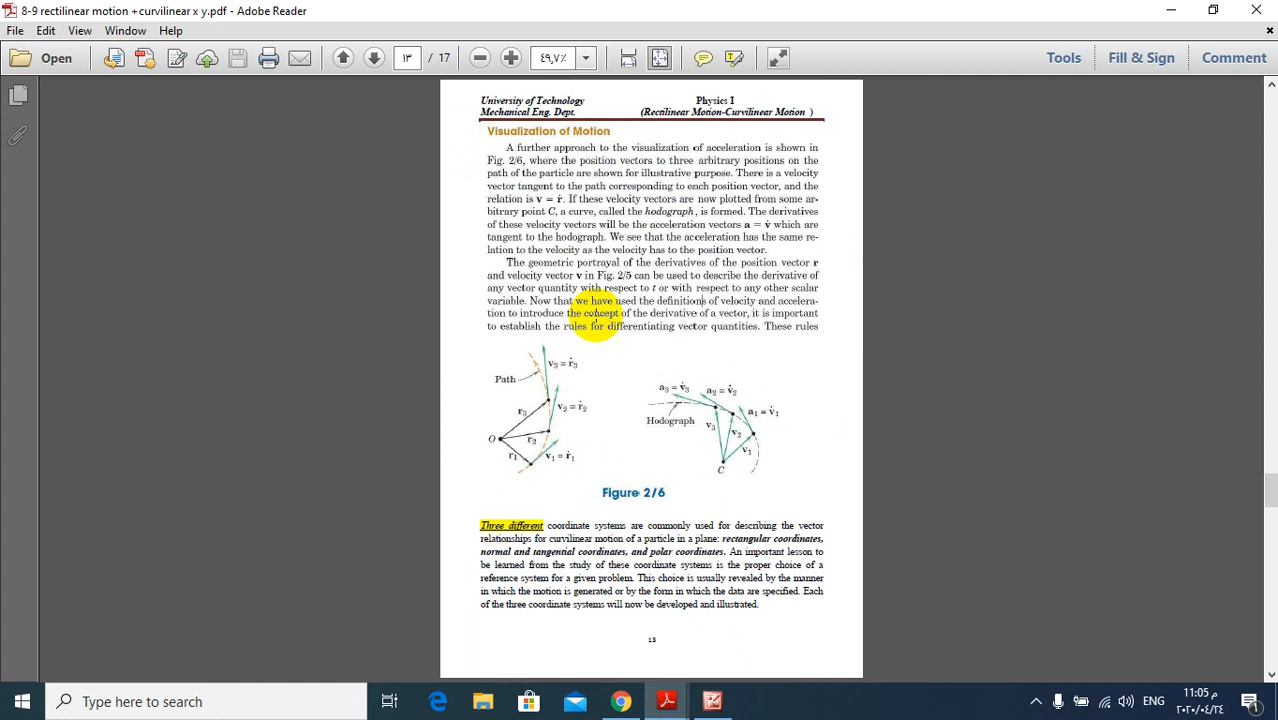 8-9 rectilinear motion +curvilinear x y.pdf - Adobe Reader
File Edit View Window Help
Open ١٣ / 17 ٤٩,٧٪ Tools Fill & Sign Comment
University of Technology Physics I
Mechanical Eng. Dept. (Rectilinear Motion-Curvilinear Motion )
Visualization of Motion
A further approach to the visualization of acceleration is shown in
Fig. 2/6, where the position vectors to three arbitrary positions on the
path of the particle are shown for illustrative purpose. There is a velocity
vector tangent to the path corresponding to each position vector, and the
relation is v = ṙ. If these velocity vectors are now plotted from some ar-
bitrary point C, a curve, called the hodograph, is formed. The derivatives
of these velocity vectors will be the acceleration vectors a = v̇ which are
tangent to the hodograph. We see that the acceleration has the same re-
lation to the velocity as the velocity has to the position vector.
The geometric portrayal of the derivatives of the position vector r
and velocity vector v in Fig. 2/5 can be used to describe the derivative of
any vector quantity with respect to t or with respect to any other scalar
variable. Now that we have used the definitions of velocity and accelera-
tion to introduce the concept of the derivative of a vector, it is important
to establish the rules for differentiating vector quantities. These rules
Path
v₃ = ṙ₃
v₂ = ṙ₂
v₁ = ṙ₁
r₃
r₂
r₁
O
a₃ = v̇₃
a₂ = v̇₂
a₁ = v̇₁
Hodograph
v₃
v₂
v₁
C
Figure 2/6
Three different coordinate systems are commonly used for describing the vector
relationships for curvilinear motion of a particle in a plane: rectangular coordinates,
normal and tangential coordinates, and polar coordinates. An important lesson to
be learned from the study of these coordinate systems is the proper choice of a
reference system for a given problem. This choice is usually revealed by the manner
in which the motion is generated or by the form in which the data are specified. Each
of the three coordinate systems will now be developed and illustrated.
13
Type here to search
ENG
11:05 م
٢٠٢٠/٠٤/٢٤
1